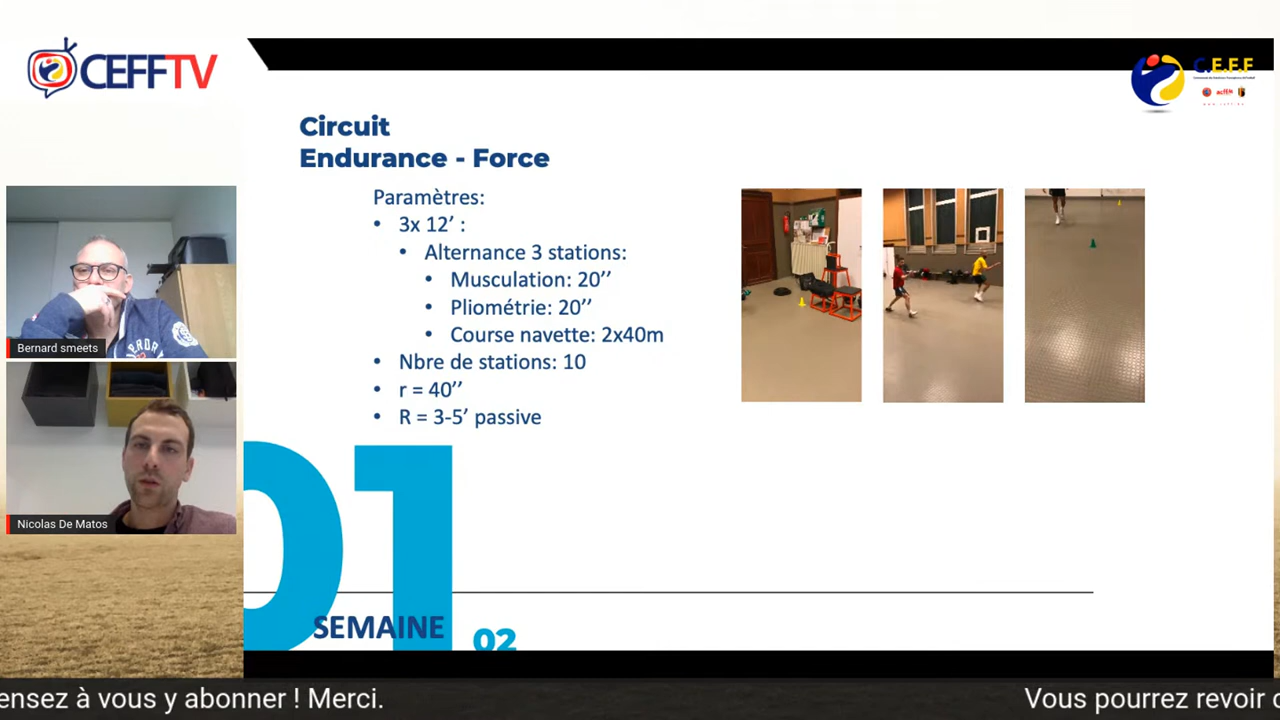 CEFFTV
C.E.F.F
Circuit
Endurance - Force
Paramètres:
• 3x 12’ :
• Alternance 3 stations:
• Musculation: 20’’
• Pliométrie: 20’’
• Course navette: 2x40m
• Nbre de stations: 10
• r = 40’’
• R = 3-5’ passive
Bernard smeets
Nicolas De Matos
01
SEMAINE
02
ensez à vous y abonner ! Merci.
Vous pourrez revoir